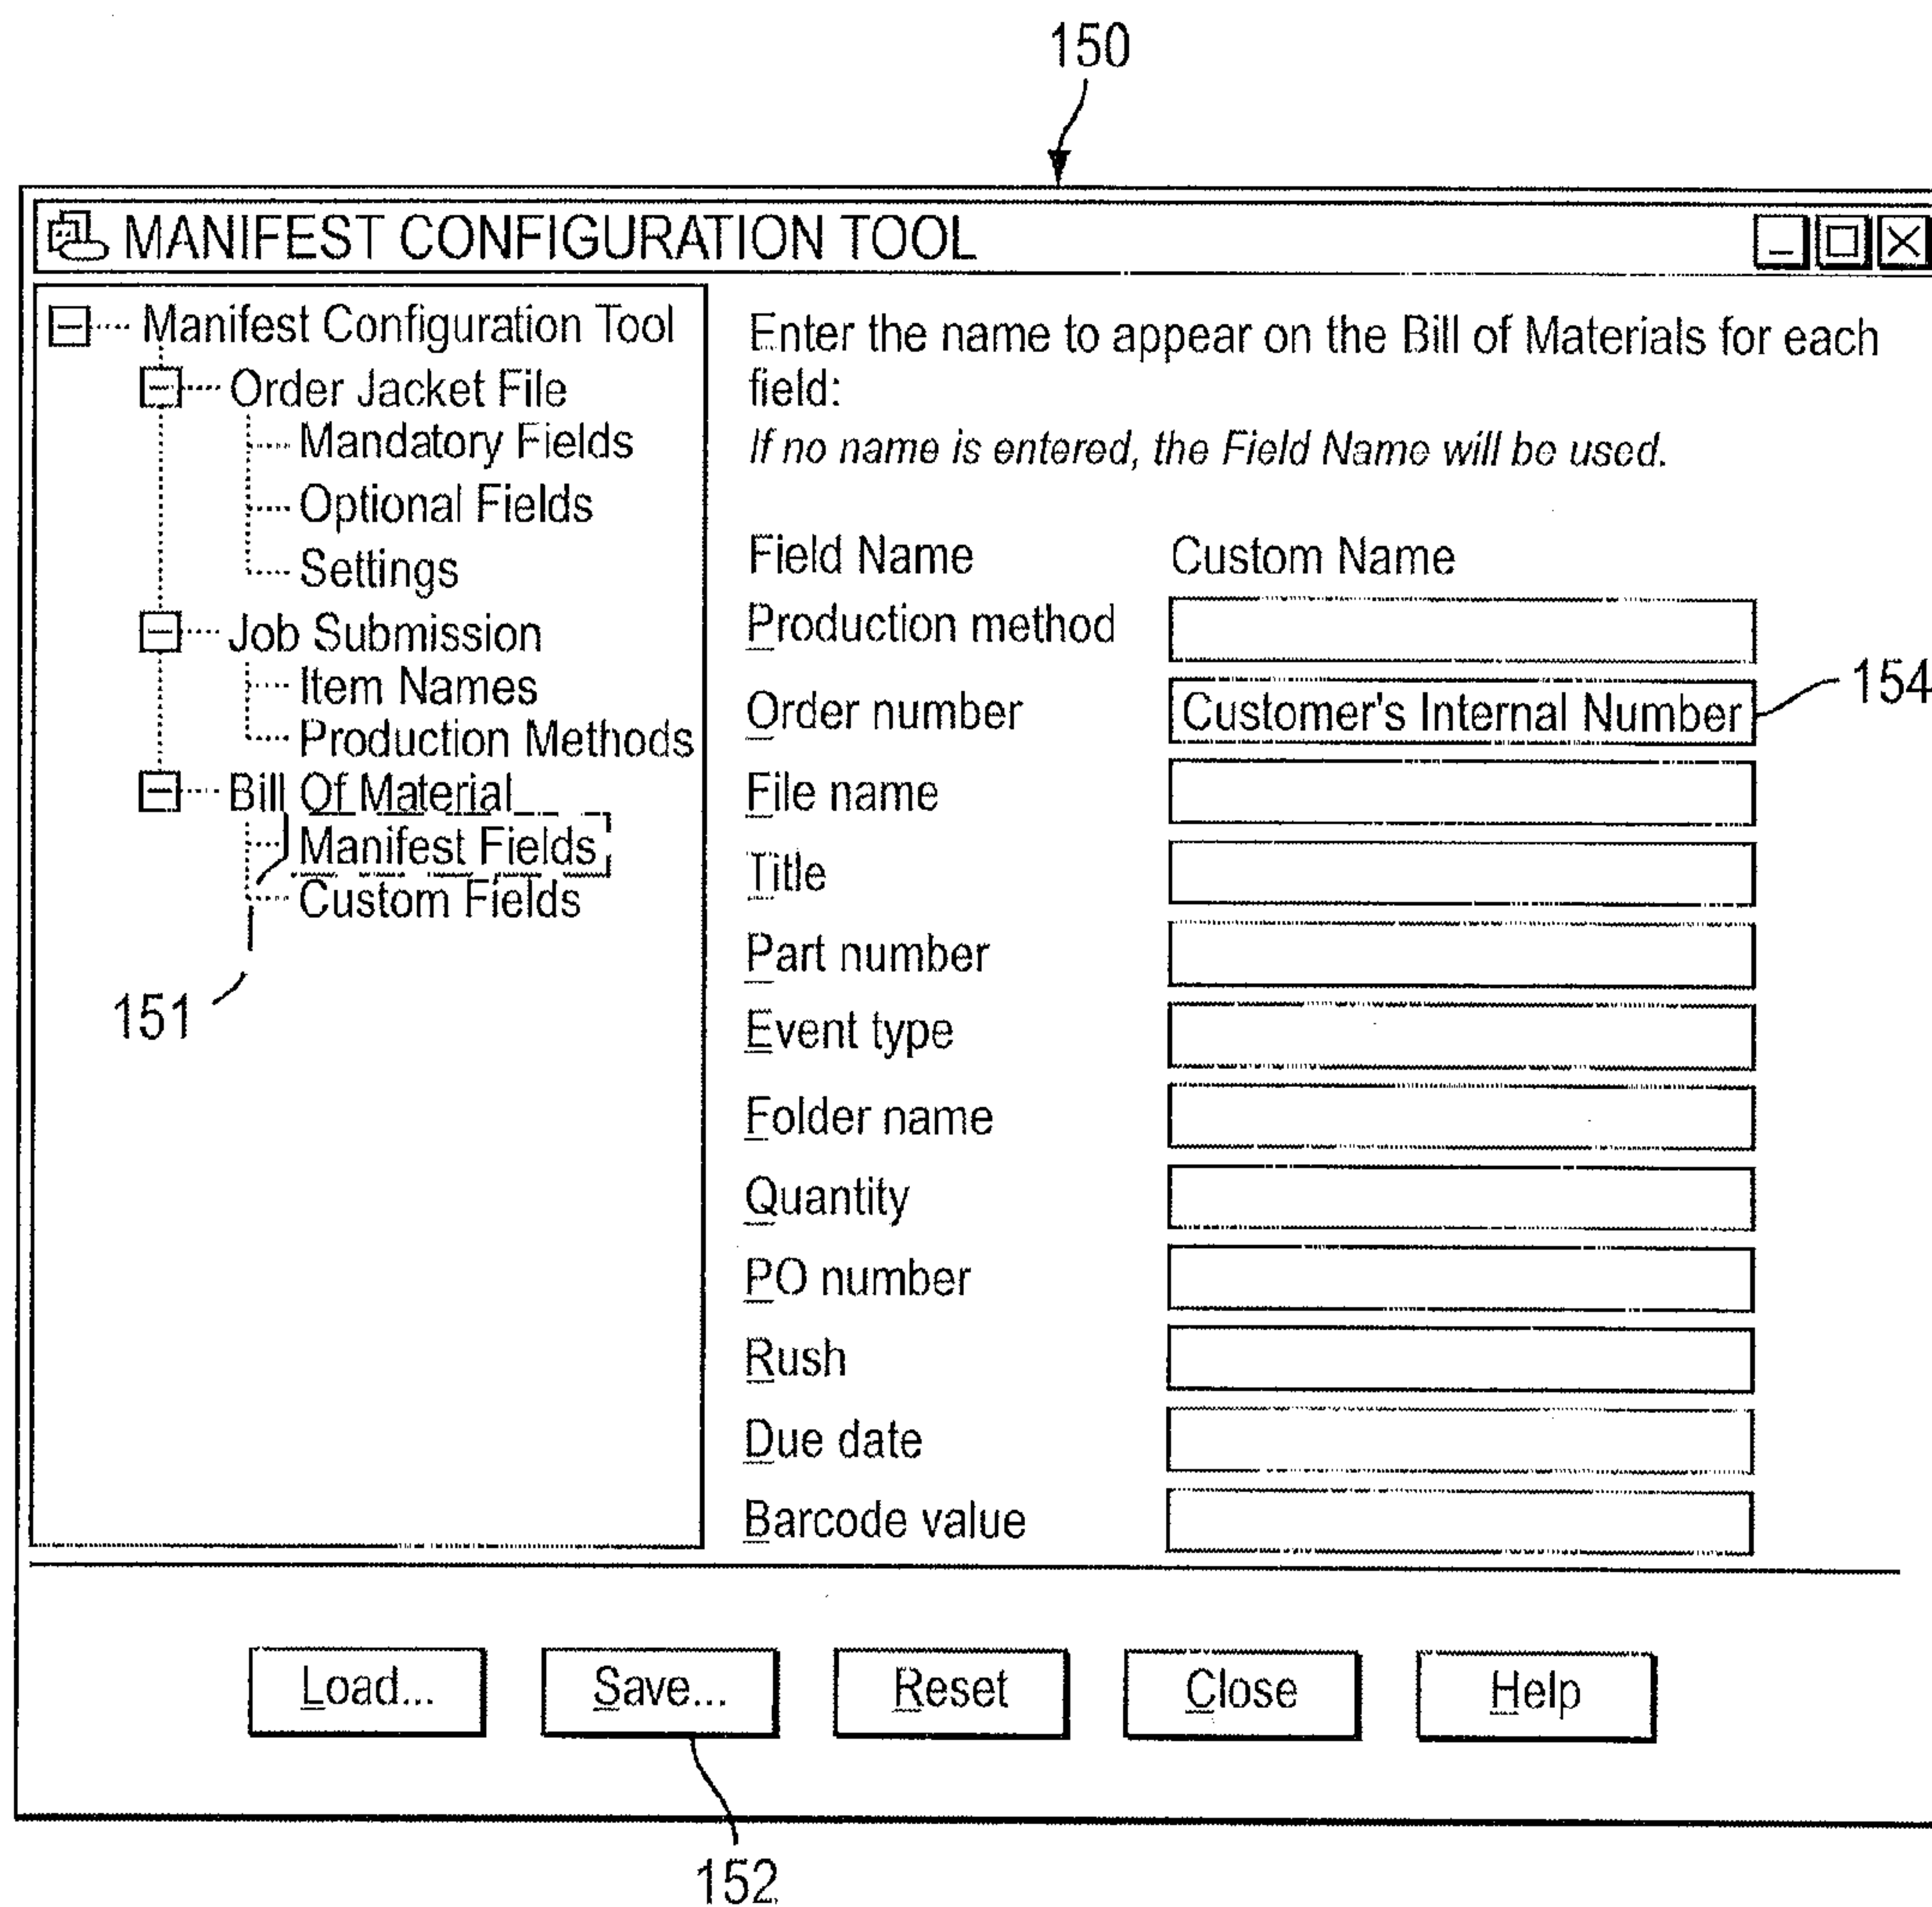 150
MANIFEST CONFIGURATION TOOL
Manifest Configuration Tool
Order Jacket File
Mandatory Fields
Optional Fields
Settings
Job Submission
Item Names
Production Methods
Bill Of Material
Manifest Fields
Custom Fields
151
Enter the name to appear on the Bill of Materials for each
field:
If no name is entered, the Field Name will be used.
Field Name Custom Name
Production method
Order number Customer's Internal Number 154
File name
Title
Part number
Event type
Folder name
Quantity
PO number
Rush
Due date
Barcode value
Load... Save... Reset Close Help
152